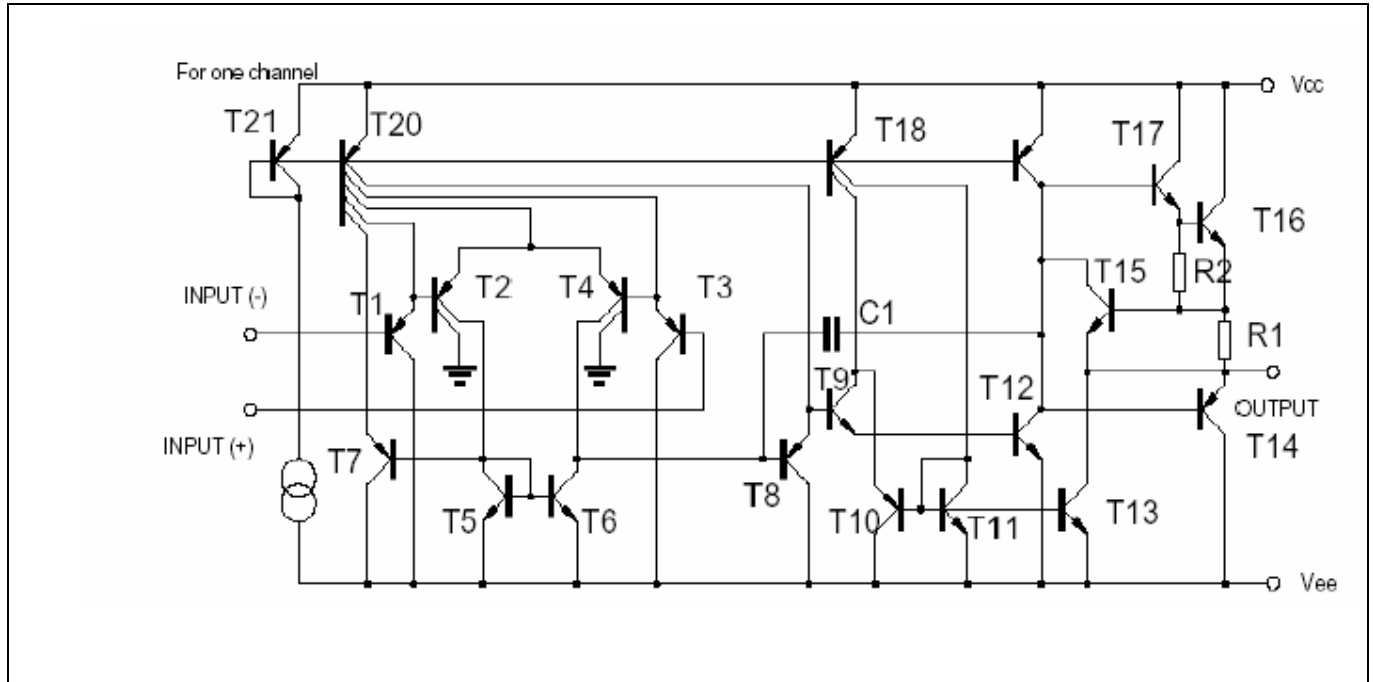 For one channel
Vcc
T21
T20
T18
T17
T16
T15
R2
INPUT (-)
T1
T2
T4
T3
C1
R1
T9
T12
OUTPUT
INPUT (+)
T7
T8
T14
T5
T6
T10
T11
T13
Vee